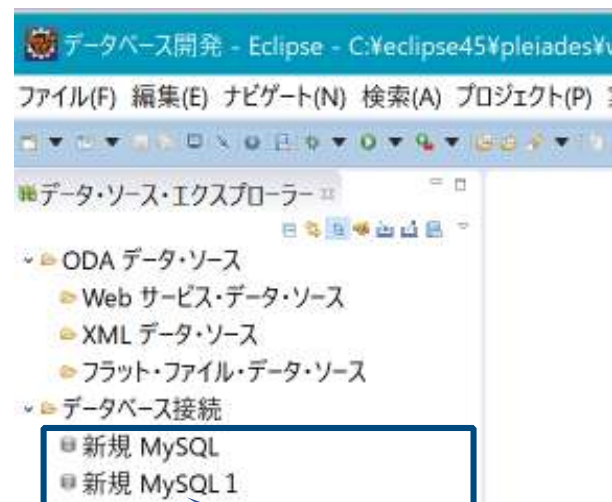 データベース開発 - Eclipse - C:¥eclipse45¥pleiades¥
ファイル(F) 編集(E) ナビゲート(N) 検索(A) プロジェクト(P)
データ・ソース・エクスプローラー
ODA データ・ソース
Web サービス・データ・ソース
XML データ・ソース
フラット・ファイル・データ・ソース
データベース接続
新規 MySQL
新規 MySQL 1